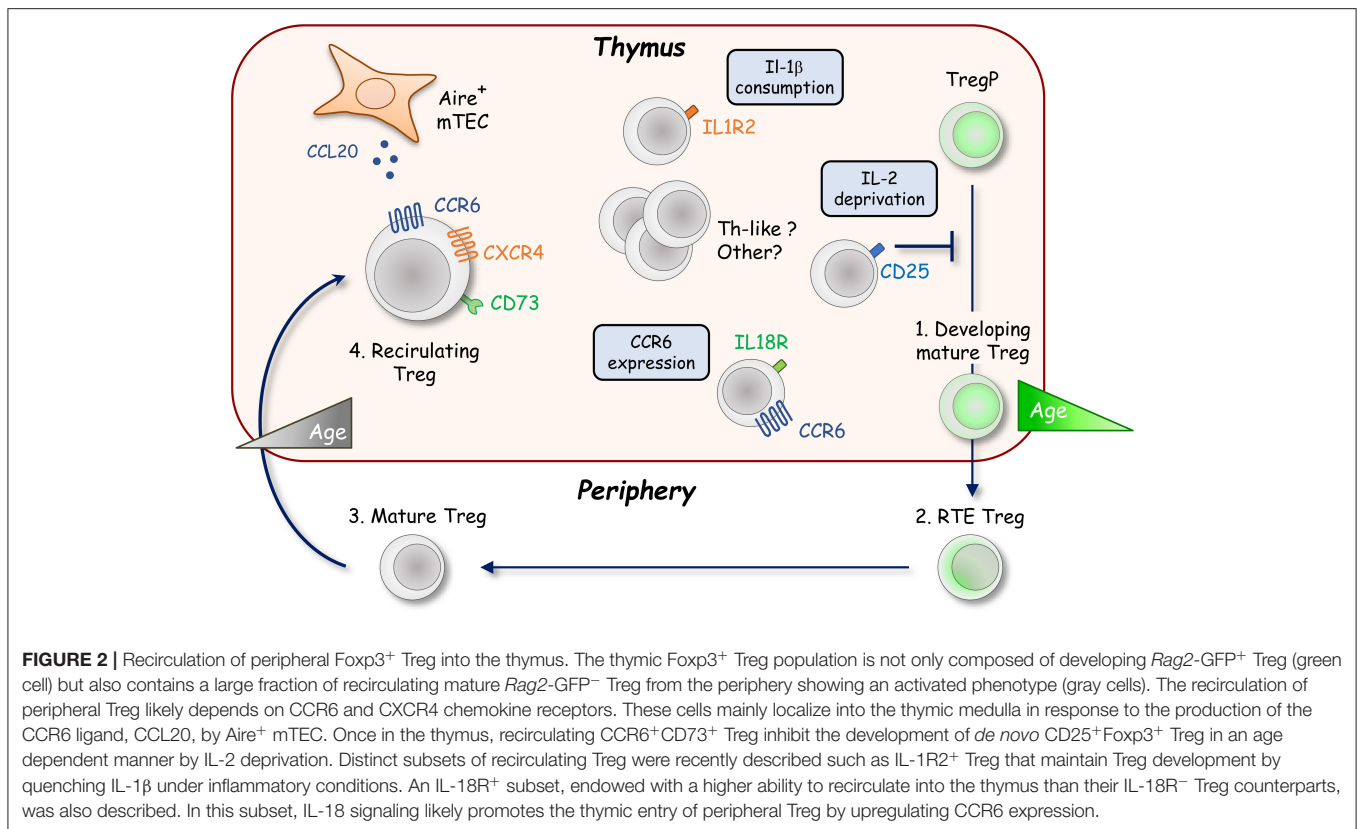 Thymus
Il-1β
consumption
TregP
Aire⁺
mTEC
IL1R2
CCL20
IL-2
deprivation
CCR6
Th-like ?
Other?
CXCR4
CD25
CD73
CCR6
expression
IL18R
1. Developing
mature Treg
4. Recirulating
Treg
Age
Age
CCR6
Periphery
3. Mature Treg
2. RTE Treg
FIGURE 2 | Recirculation of peripheral Foxp3⁺ Treg into the thymus. The thymic Foxp3⁺ Treg population is not only composed of developing Rag2-GFP⁺ Treg (green
cell) but also contains a large fraction of recirculating mature Rag2-GFP⁻ Treg from the periphery showing an activated phenotype (gray cells). The recirculation of
peripheral Treg likely depends on CCR6 and CXCR4 chemokine receptors. These cells mainly localize into the thymic medulla in response to the production of the
CCR6 ligand, CCL20, by Aire⁺ mTEC. Once in the thymus, recirculating CCR6⁺CD73⁺ Treg inhibit the development of de novo CD25⁺Foxp3⁺ Treg in an age
dependent manner by IL-2 deprivation. Distinct subsets of recirculating Treg were recently described such as IL-1R2⁺ Treg that maintain Treg development by
quenching IL-1β under inflammatory conditions. An IL-18R⁺ subset, endowed with a higher ability to recirculate into the thymus than their IL-18R⁻ Treg counterparts,
was also described. In this subset, IL-18 signaling likely promotes the thymic entry of peripheral Treg by upregulating CCR6 expression.